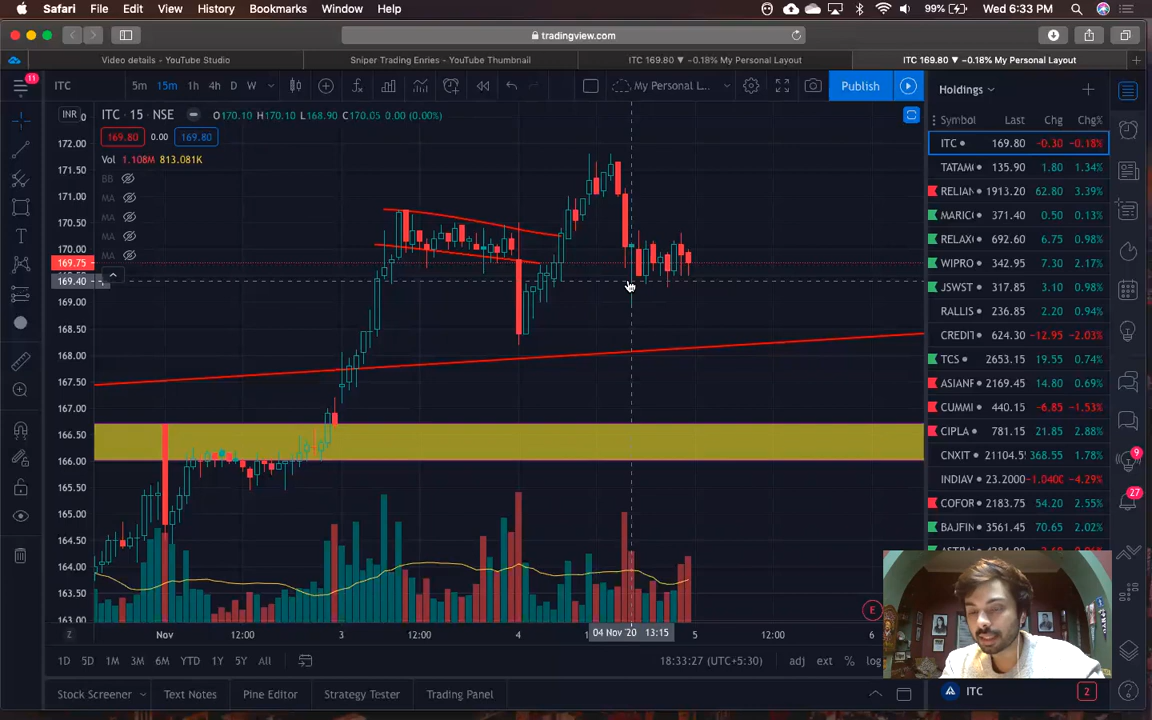 Safari File Edit View History Bookmarks Window Help 99% Wed 6:33 PM
tradingview.com
Video details - YouTube Studio
Sniper Trading Enries - YouTube Thumbnail
ITC 169.80 ▼ −0.18% My Personal Layout
ITC 169.80 ▼ −0.18% My Personal Layout
11
ITC 5m 15m 1h 4h D W My Personal L... Publish
Holdings
INR
ITC · 15 · NSE O170.10 H170.10 L168.90 C170.05 0.00 (0.00%)
169.80 0.00 169.80
Vol 1.108M 813.081K
BB
MA
MA
MA
MA
172.00
171.50
171.00
170.50
170.00
169.75
169.40
169.00
168.50
168.00
167.50
167.00
166.50
166.00
165.50
165.00
164.50
164.00
163.50
163.00
Symbol Last Chg Chg%
ITC 169.80 -0.30 -0.18%
TATAM 135.90 1.80 1.34%
RELIAN 1913.20 62.80 3.39%
MARIC 371.40 0.50 0.13%
RELAX 692.60 6.75 0.98%
WIPRO 342.95 7.30 2.17%
JSWST 317.85 3.10 0.98%
RALLIS 236.85 2.20 0.94%
CREDIT 624.30 -12.95 -2.03%
TCS 2653.15 19.55 0.74%
ASIANF 2169.45 14.80 0.69%
CUMMI 440.15 -6.85 -1.53%
CIPLA 781.15 21.85 2.88%
CNXIT 21104.5 368.55 1.78%
INDIAV 23.2000 -1.0400 -4.29%
COFOR 2183.75 54.20 2.55%
BAJFIN 3561.45 70.65 2.02%
9
27
E
Z Nov 12:00 3 12:00 4 04 Nov '20 13:15 5 12:00 6
1D 5D 1M 3M 6M YTD 1Y 5Y All 18:33:27 (UTC+5:30) adj ext % log
Stock Screener Text Notes Pine Editor Strategy Tester Trading Panel
ITC 2